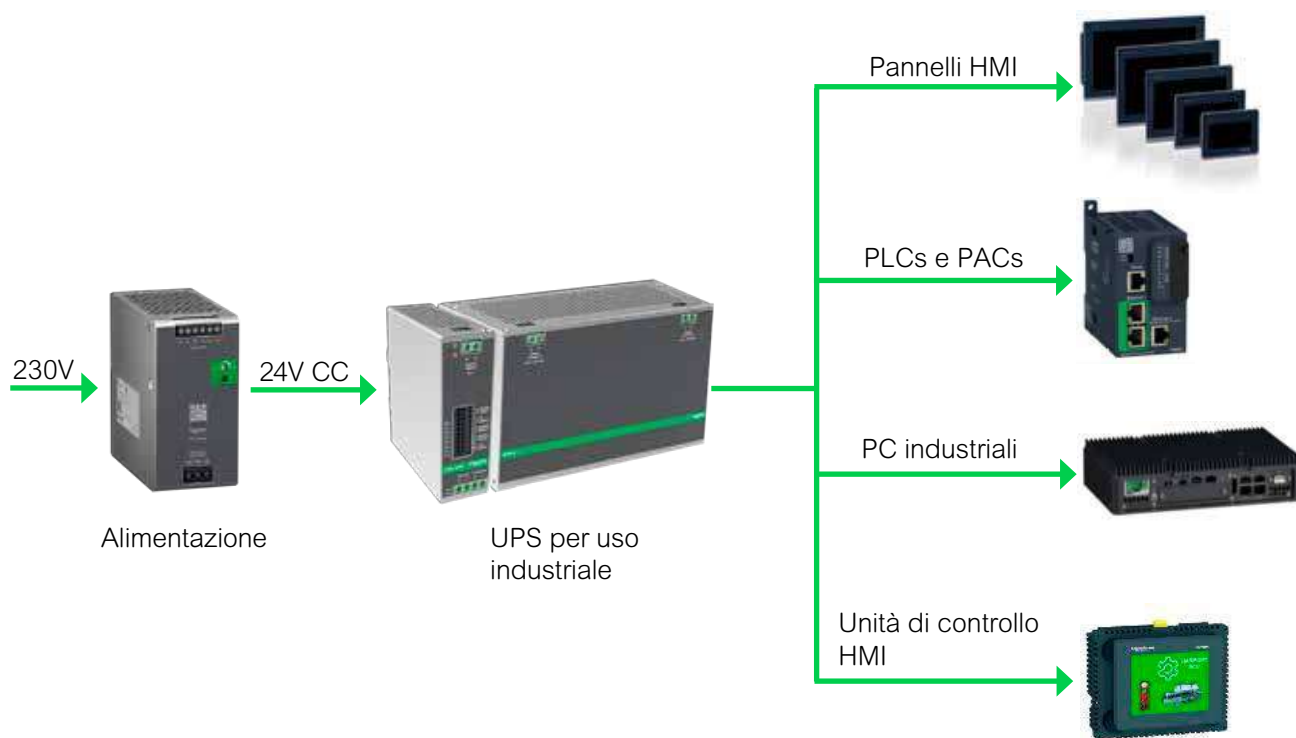 Pannelli HMI
PLCs e PACs
230V
24V CC
PC industriali
Alimentazione
UPS per uso
industriale
Unità di controllo
HMI